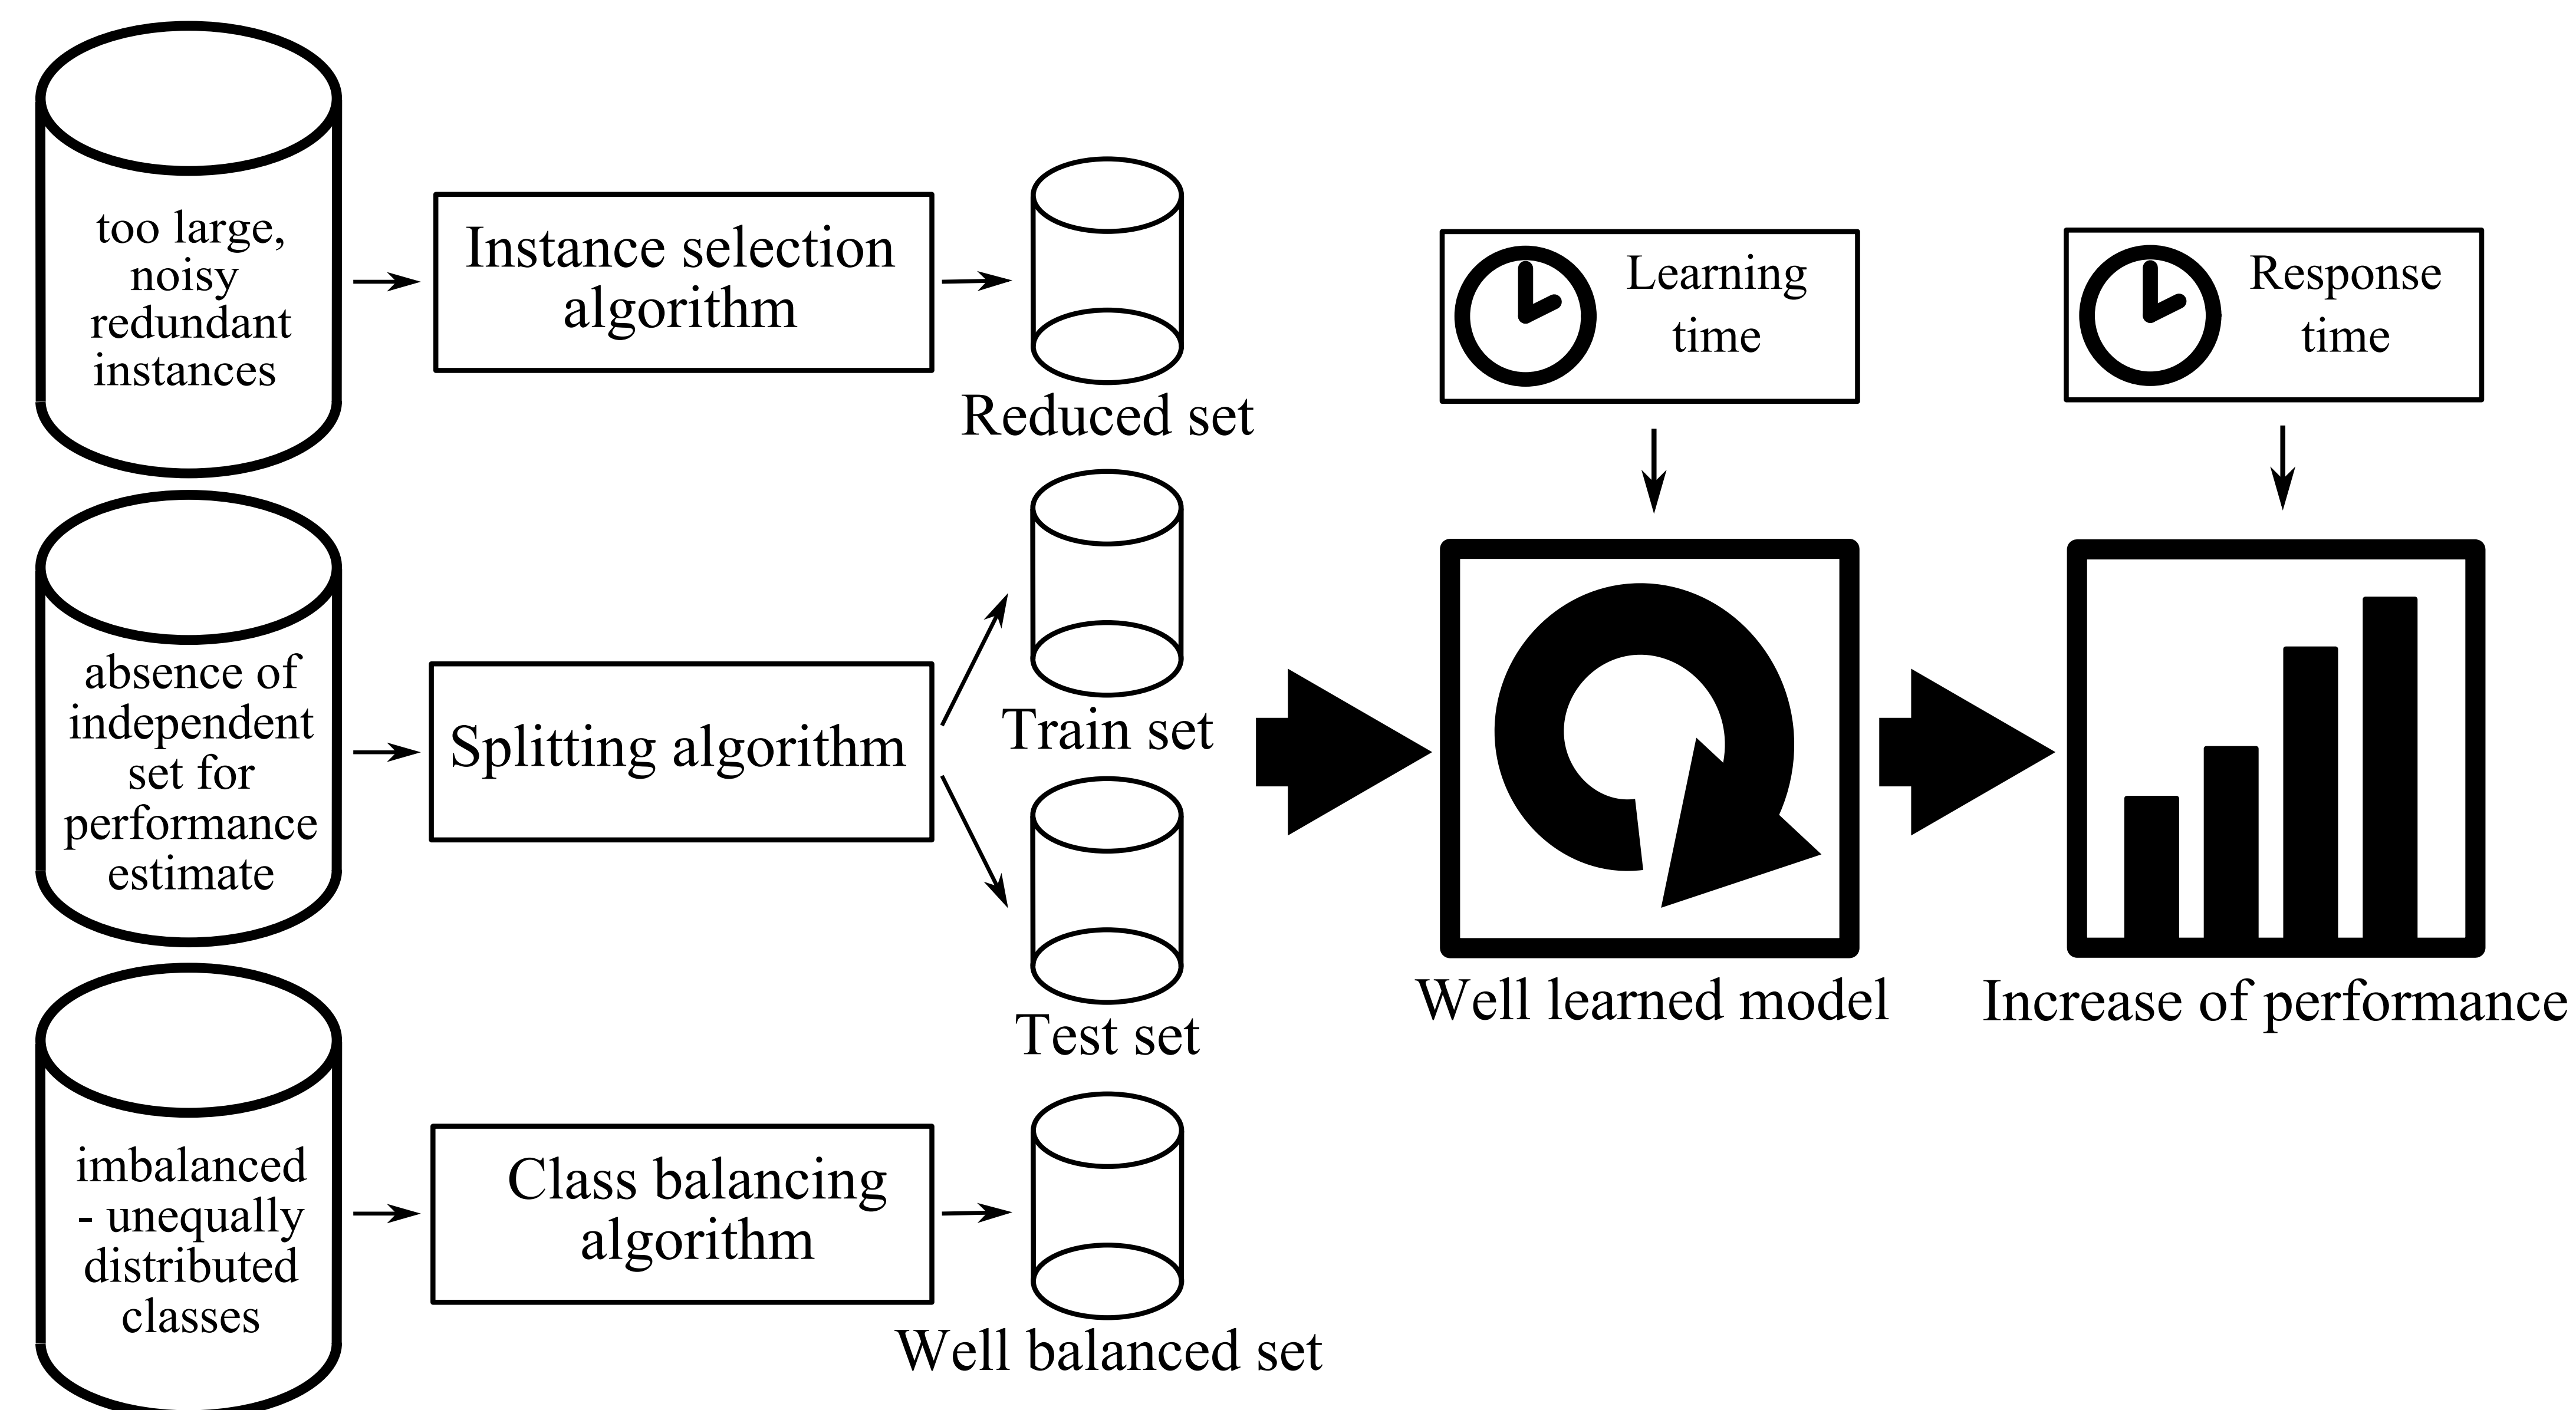 too large,
noisy
redundant
instances
Instance selection
algorithm
Reduced set
Learning
time
Response
time
absence of
independent
set for
performance
estimate
Splitting algorithm
Train set
Test set
Well learned model
Increase of performance
imbalanced
- unequally
distributed
classes
Class balancing
algorithm
Well balanced set